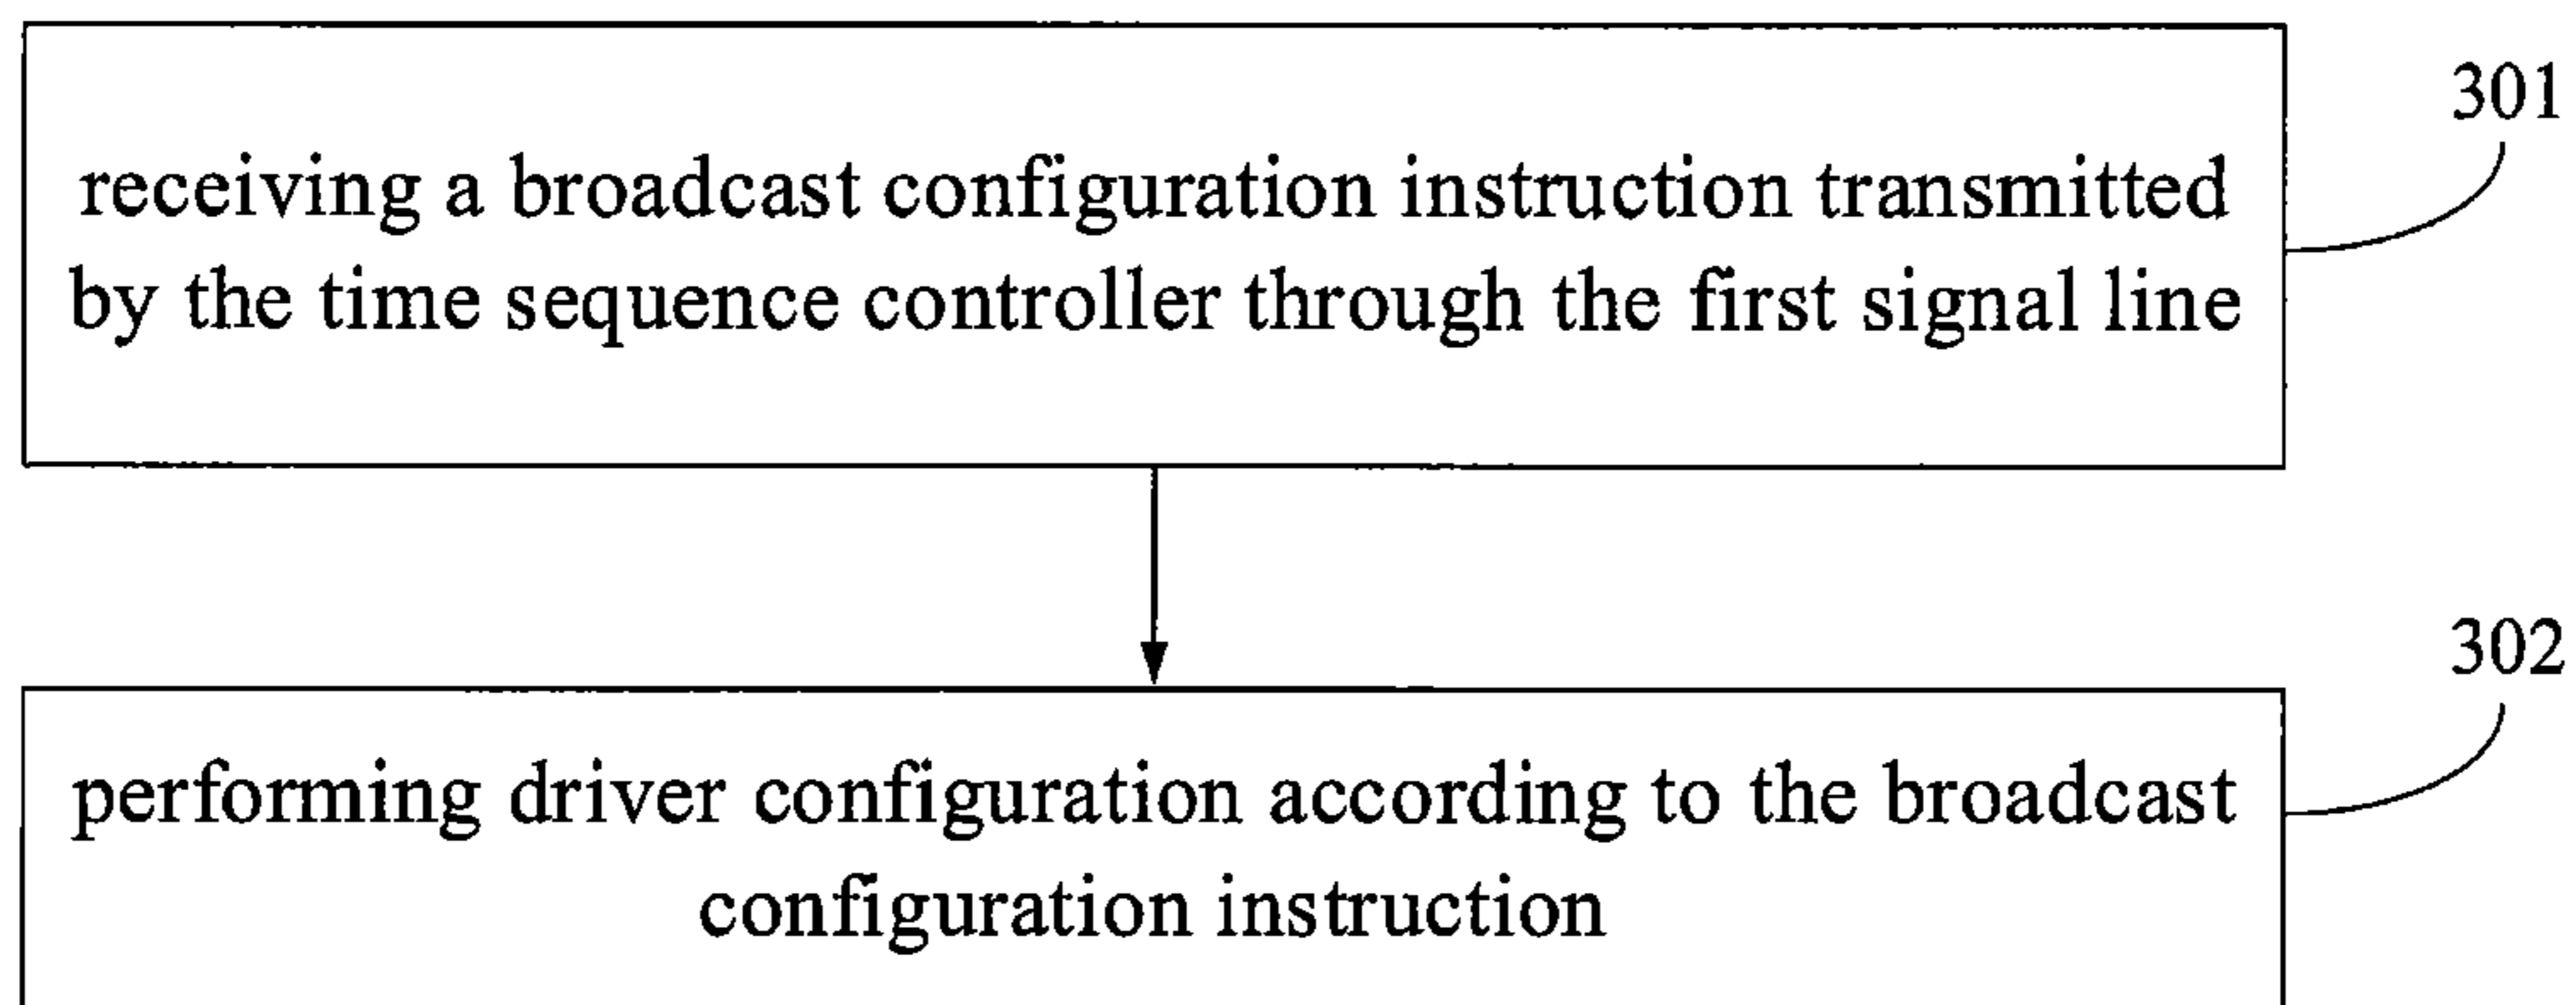 301
receiving a broadcast configuration instruction transmitted
by the time sequence controller through the first signal line
302
performing driver configuration according to the broadcast
configuration instruction